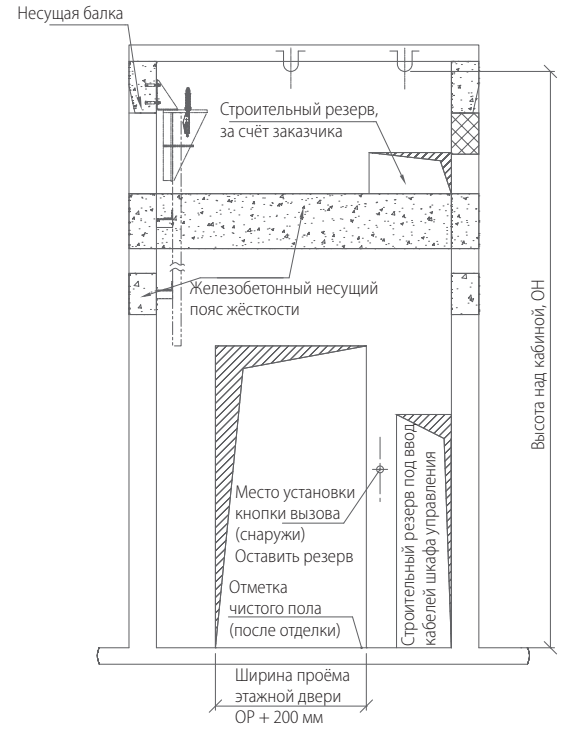 Несущая балка
Строительный резерв,
за счёт заказчика
Железобетонный несущий
пояс жёсткости
Высота над кабиной, OH
Место установки
кнопки вызова
(снаружи)
Оставить резерв
Строительный резерв под ввод
кабелей шкафа управления
Отметка
чистого пола
(после отделки)
Ширина проёма
этажной двери
OP + 200 мм